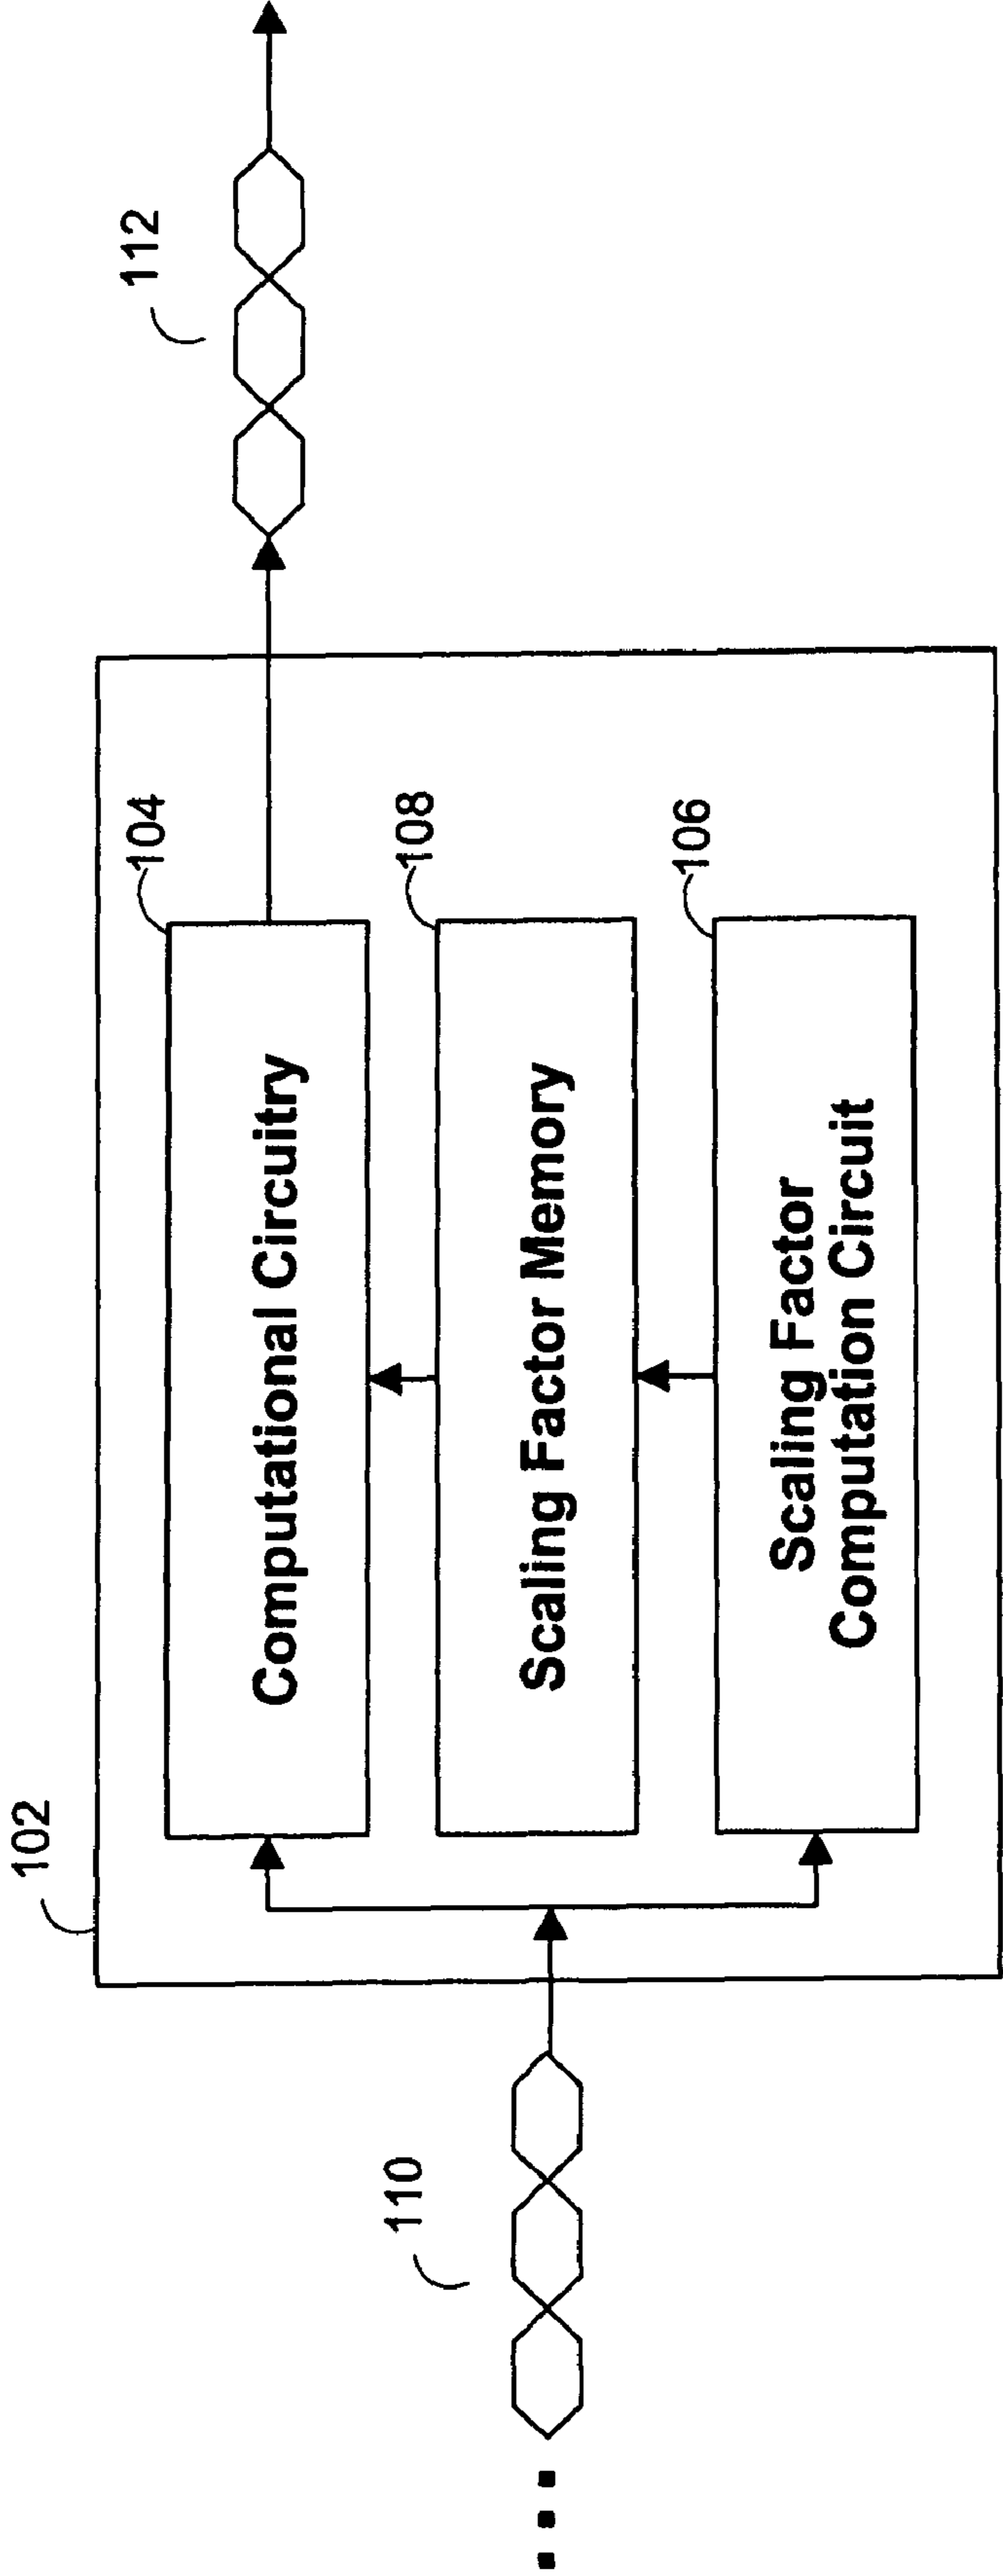 102
104
Computational Circuitry
112
108
Scaling Factor Memory
110
106
Scaling Factor
Computation Circuit